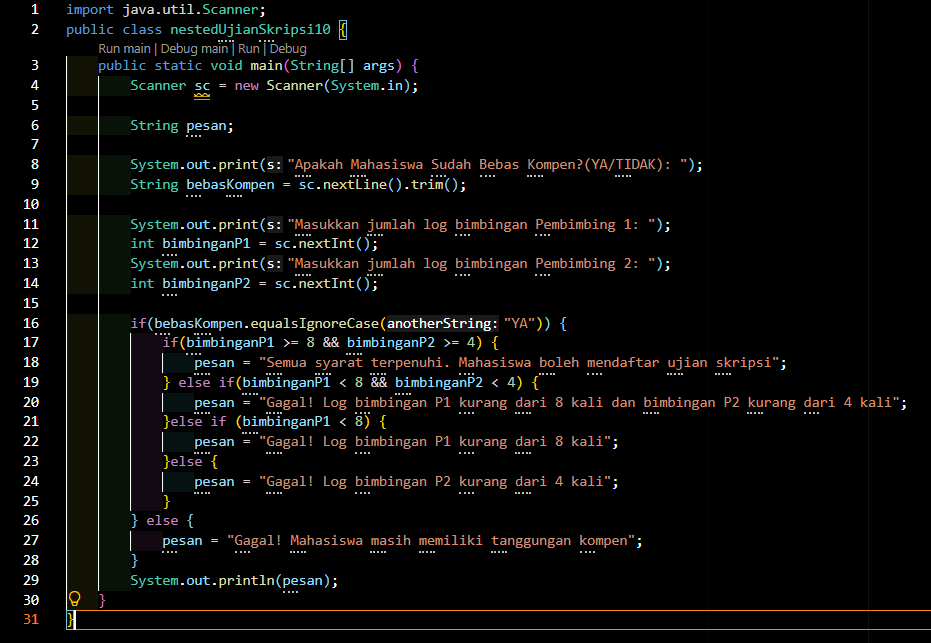 1 import java.util.Scanner;
2 public class nestedUjianSkripsi10 {
Run main | Debug main | Run | Debug
3 public static void main(String[] args) {
4 Scanner sc = new Scanner(System.in);
5
6 String pesan;
7
8 System.out.print(s: "Apakah Mahasiswa Sudah Bebas Kompen?(YA/TIDAK): ");
9 String bebasKompen = sc.nextLine().trim();
10
11 System.out.print(s: "Masukkan jumlah log bimbingan Pembimbing 1: ");
12 int bimbinganP1 = sc.nextInt();
13 System.out.print(s: "Masukkan jumlah log bimbingan Pembimbing 2: ");
14 int bimbinganP2 = sc.nextInt();
15
16 if(bebasKompen.equalsIgnoreCase(anotherString: "YA")) {
17 if(bimbinganP1 >= 8 && bimbinganP2 >= 4) {
18 pesan = "Semua syarat terpenuhi. Mahasiswa boleh mendaftar ujian skripsi";
19 } else if(bimbinganP1 < 8 && bimbinganP2 < 4) {
20 pesan = "Gagal! Log bimbingan P1 kurang dari 8 kali dan bimbingan P2 kurang dari 4 kali";
21 }else if (bimbinganP1 < 8) {
22 pesan = "Gagal! Log bimbingan P1 kurang dari 8 kali";
23 }else {
24 pesan = "Gagal! Log bimbingan P2 kurang dari 4 kali";
25 }
26 } else {
27 pesan = "Gagal! Mahasiswa masih memiliki tanggungan kompen";
28 }
29 System.out.println(pesan);
30 }
31 }